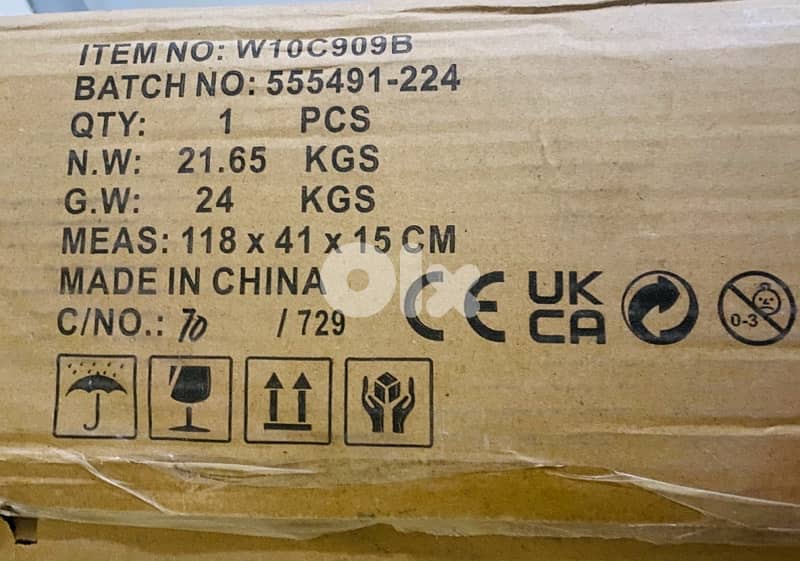 ITEM NO: W10C909B
BATCH NO: 555491-224
QTY: 1 PCS
N.W: 21.65 KGS
G.W: 24 KGS
MEAS: 118 x 41 x 15 CM
MADE IN CHINA
C/NO.: 70 / 729
CE
UK
CA
0-3
Olx